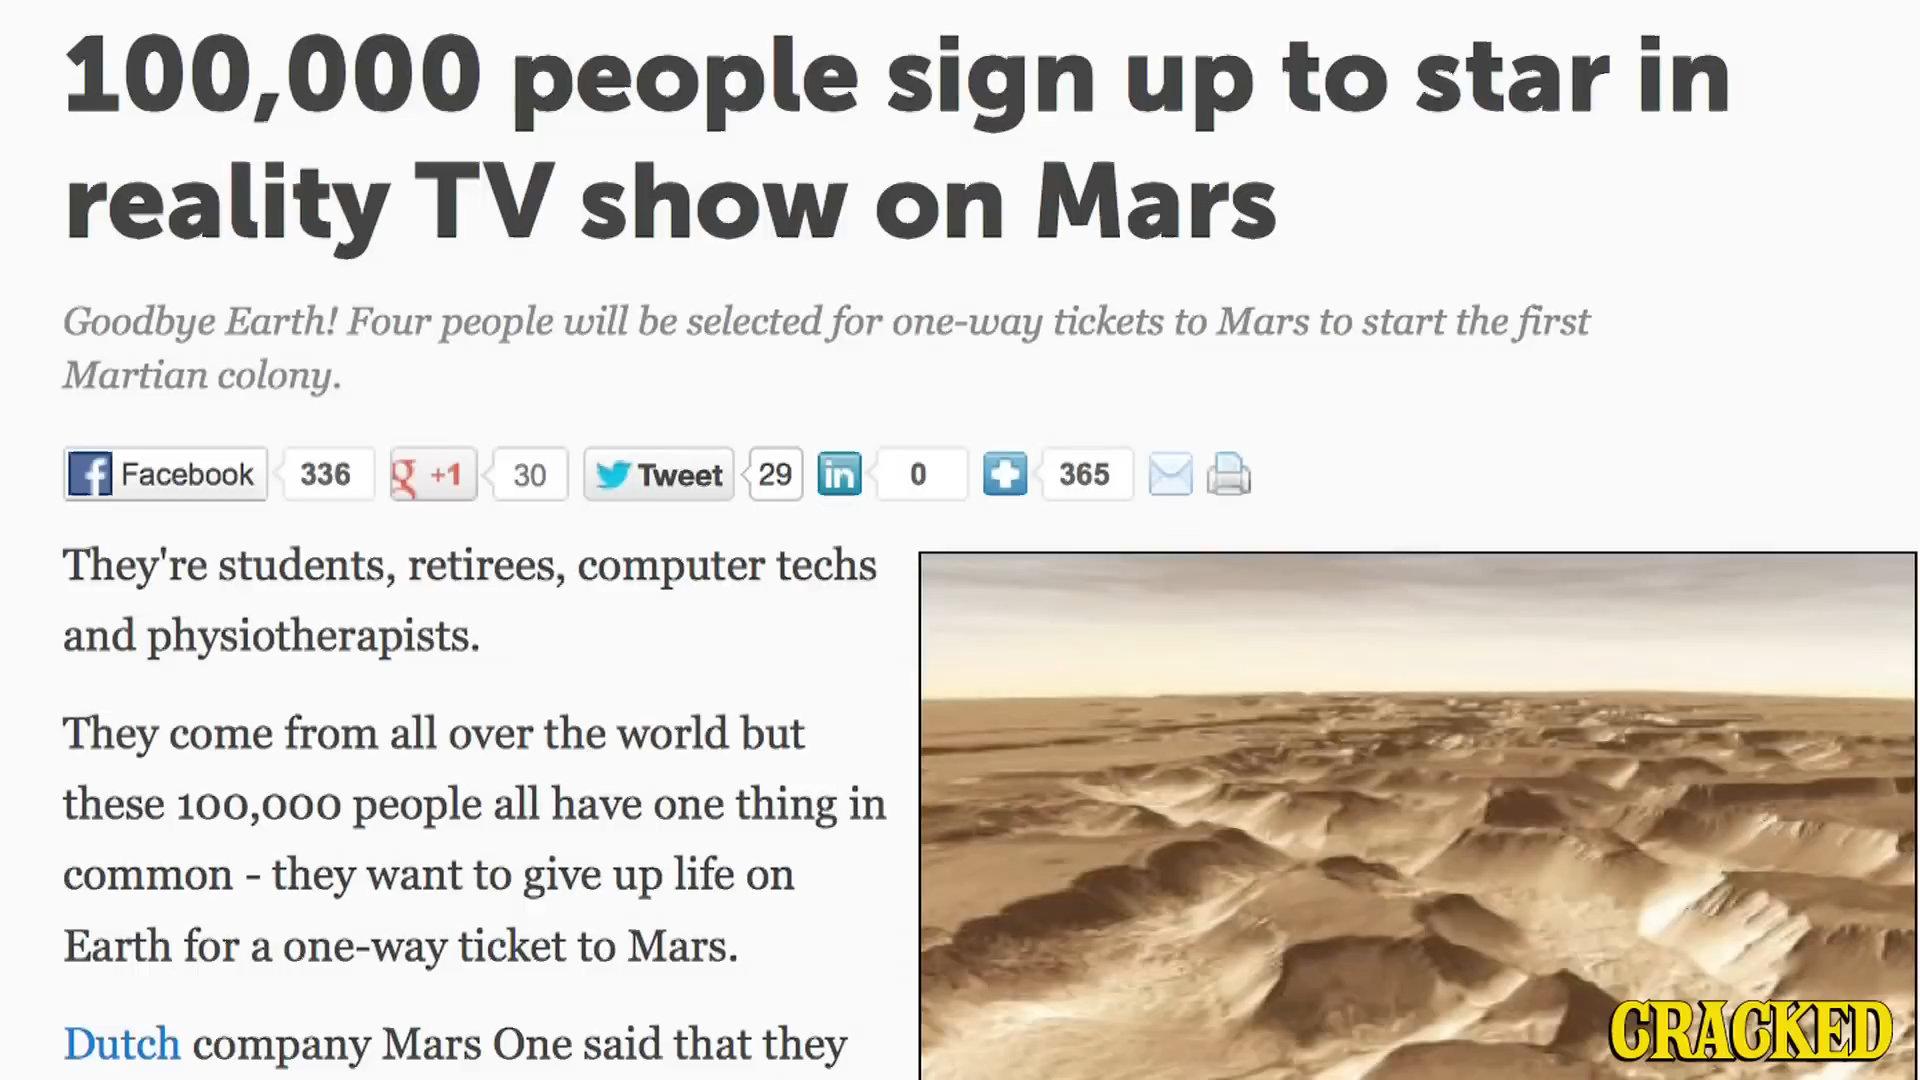 100,000 people sign up to star in
reality TV show on Mars
Goodbye Earth! Four people will be selected for one-way tickets to Mars to start the first
Martian colony.
Facebook 336 +1 30 Tweet 29 in 0 365
They're students, retirees, computer techs
and physiotherapists.
They come from all over the world but
these 100,000 people all have one thing in
common - they want to give up life on
Earth for a one-way ticket to Mars.
Dutch company Mars One said that they
CRACKED